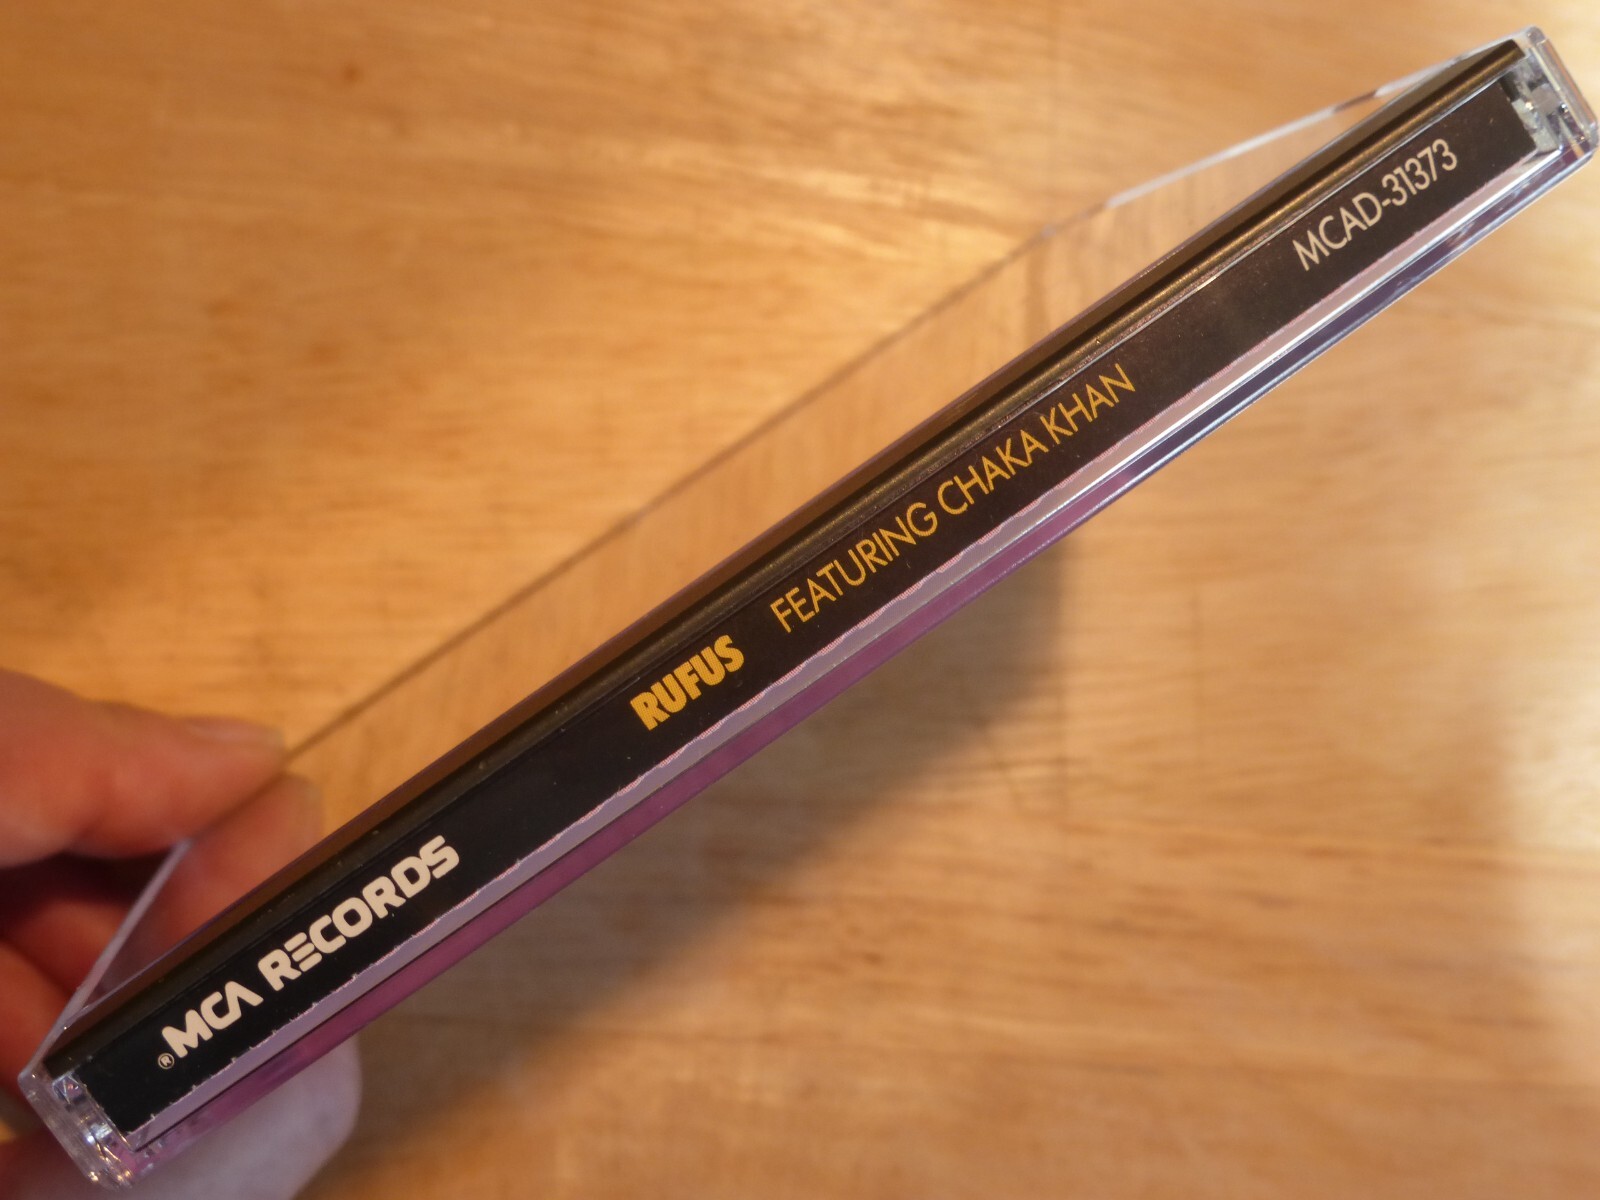 ®MCA RECORDS RUFUS FEATURING CHAKA KHAN MCAD-31373